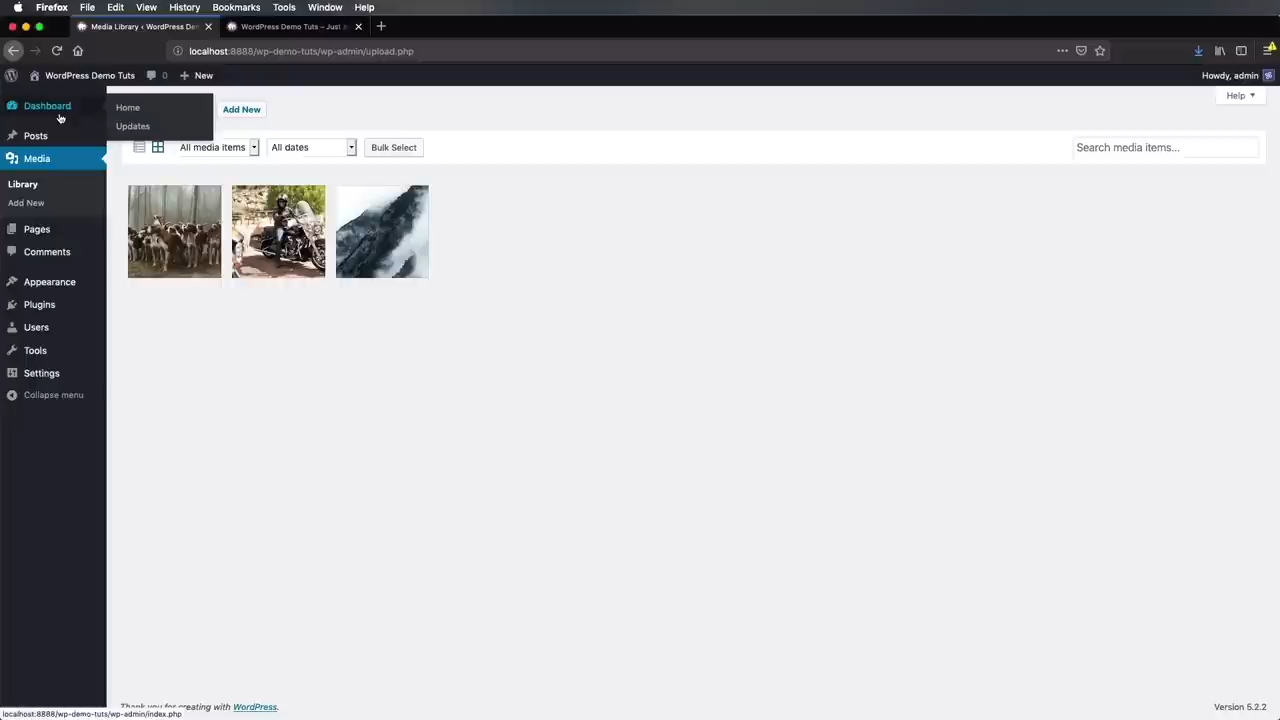 Firefox File Edit View History Bookmarks Tools Window Help
Media Library ‹ WordPress Den
WordPress Demo Tuts – Just a
localhost:8888/wp-demo-tuts/wp-admin/upload.php
WordPress Demo Tuts 0 New Howdy, admin
Dashboard
Home
Updates
Add New
Help
Posts
Media
All media items All dates Bulk Select Search media items...
Library
Add New
Pages
Comments
Appearance
Plugins
Users
Tools
Settings
Collapse menu
Thank you for creating with WordPress.
Version 5.2.2
localhost:8888/wp-demo-tuts/wp-admin/index.php